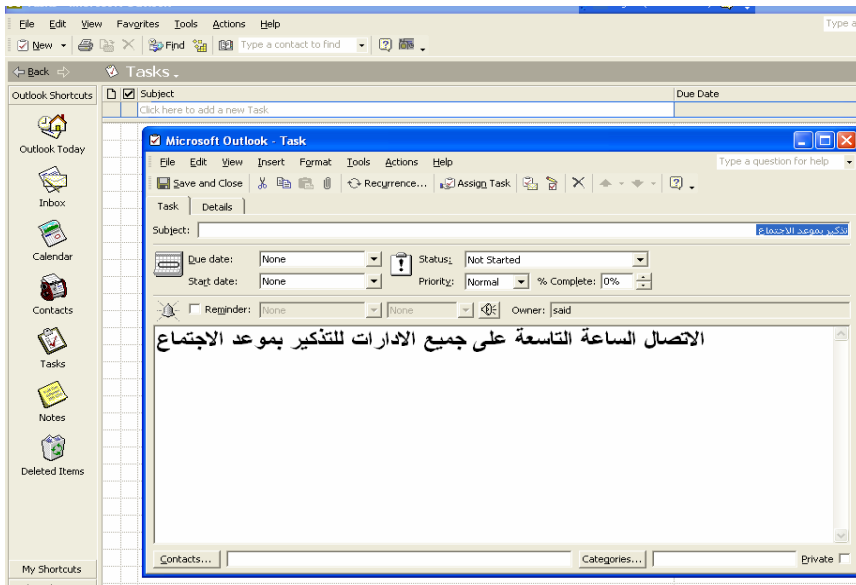 File Edit View Favorites Tools Actions Help
Type a
New Find Type a contact to find
Back Tasks
Outlook Shortcuts
Subject Due Date
Click here to add a new Task
Outlook Today
Inbox
Calendar
Contacts
Tasks
Notes
Deleted Items
My Shortcuts
Microsoft Outlook - Task
File Edit View Insert Format Tools Actions Help
Type a question for help
Save and Close Recurrence... Assign Task
Task Details
Subject: تذكير بموعد الاجتماع
Due date: None Status: Not Started
Start date: None Priority: Normal % Complete: 0%
Reminder: None None Owner: said
الاتصال الساعة التاسعة على جميع الادارات للتذكير بموعد الاجتماع
Contacts... Categories... Private